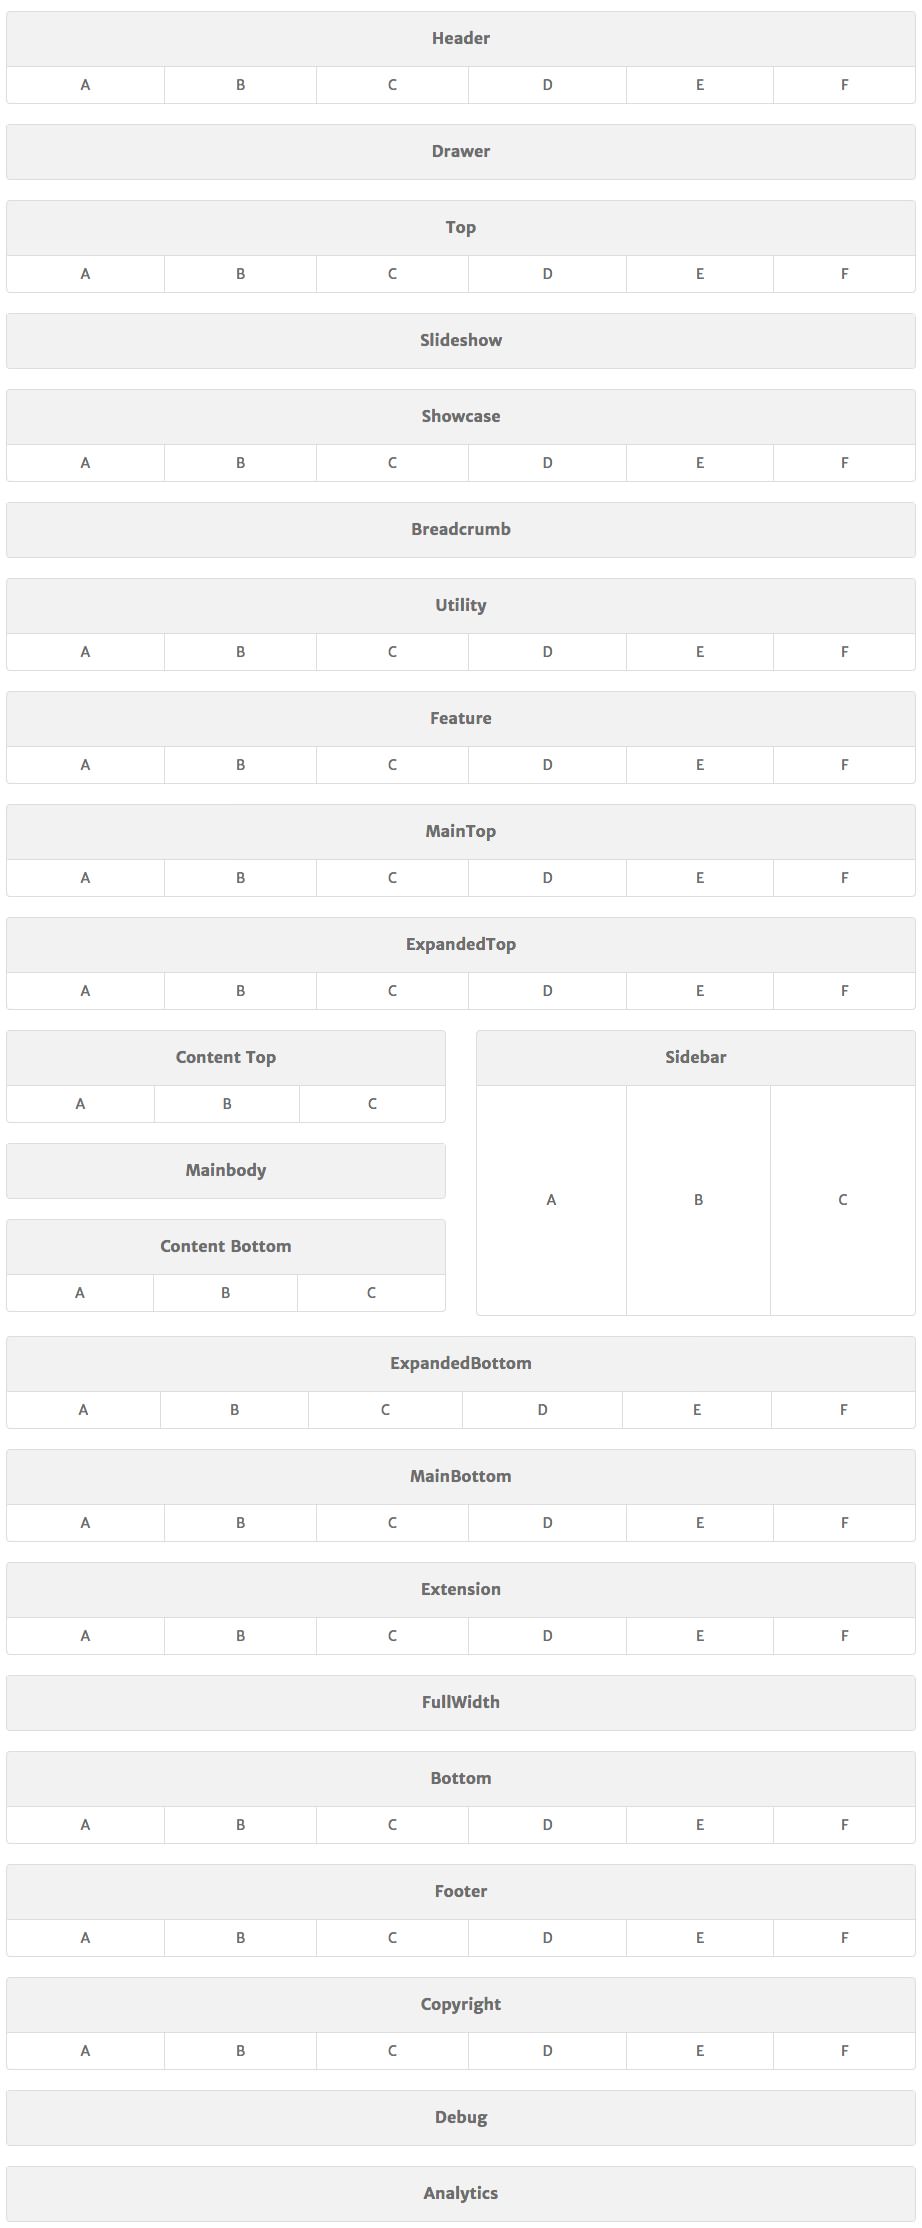 Header
A B C D E F
Drawer
Top
A B C D E F
Slideshow
Showcase
A B C D E F
Breadcrumb
Utility
A B C D E F
Feature
A B C D E F
MainTop
A B C D E F
ExpandedTop
A B C D E F
Content Top
A B C
Mainbody
Content Bottom
A B C
Sidebar
A B C
ExpandedBottom
A B C D E F
MainBottom
A B C D E F
Extension
A B C D E F
FullWidth
Bottom
A B C D E F
Footer
A B C D E F
Copyright
A B C D E F
Debug
Analytics